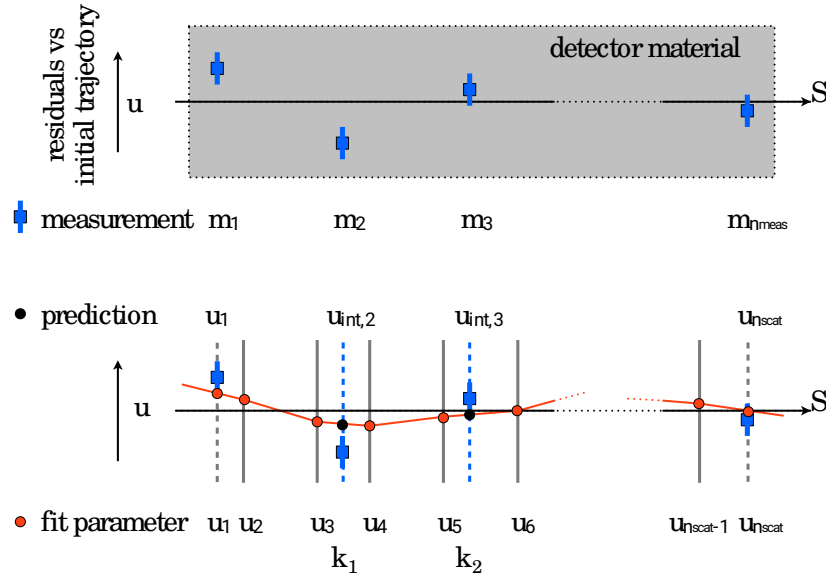 residuals vs
initial trajectory
u
detector material
S
measurement m1 m2 m3 mnmeas
prediction u1 uint,2 uint,3 unscat
u
S
fit parameter u1 u2 u3 u4 u5 u6 unscat-1 unscat
k1 k2